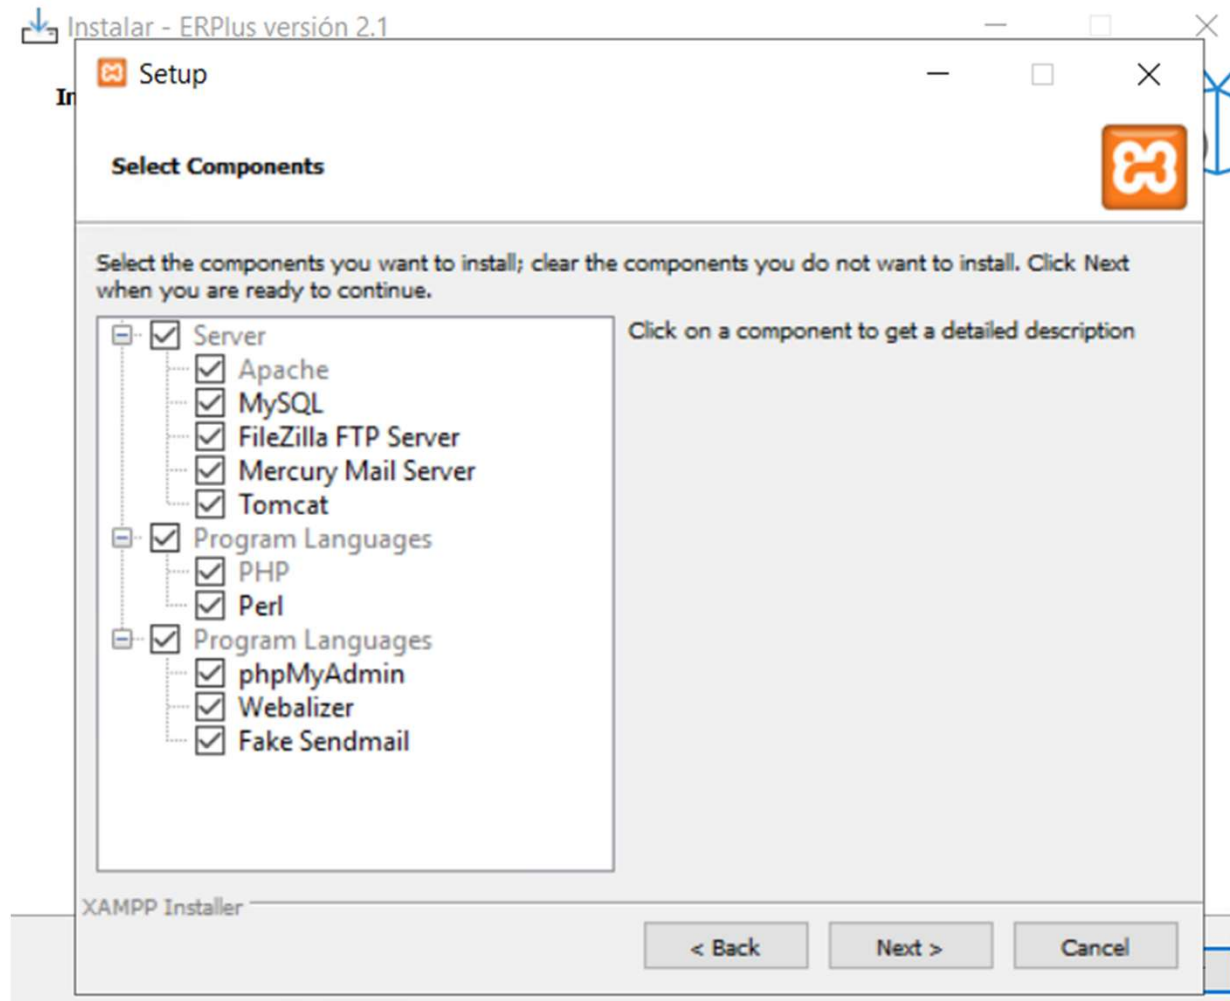 Instalar - ERPlus versión 2.1
Setup
In
Select Components
Select the components you want to install; clear the components you do not want to install. Click Next
when you are ready to continue.
Click on a component to get a detailed description
Server
Apache
MySQL
FileZilla FTP Server
Mercury Mail Server
Tomcat
Program Languages
PHP
Perl
Program Languages
phpMyAdmin
Webalizer
Fake Sendmail
XAMPP Installer
< Back
Next >
Cancel